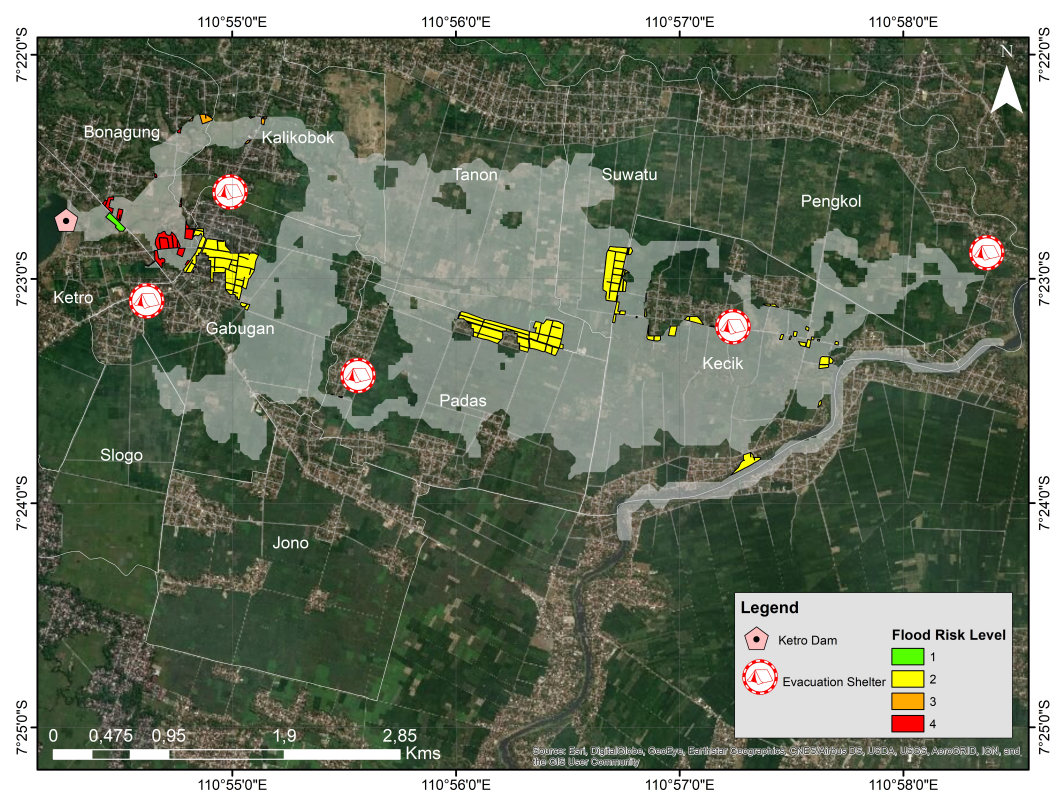 110°55'0"E 110°56'0"E 110°57'0"E 110°58'0"E
7°22'0"S 7°22'0"S
N
Bonagung
Kalikobok
Tanon
Suwatu
Pengkol
7°23'0"S 7°23'0"S
Ketro
Gabugan
Kecik
Padas
Slogo
7°24'0"S 7°24'0"S
Jono
Legend
Ketro Dam
Evacuation Shelter
Flood Risk Level
1
2
3
4
7°25'0"S 7°25'0"S
0 0,475 0,95 1,9 2,85
Kms
Source: Esri, DigitalGlobe, GeoEye, Earthstar Geographics, CNES/Airbus DS, USDA, USGS, AeroGRID, IGN, and
the GIS User Community
110°55'0"E 110°56'0"E 110°57'0"E 110°58'0"E